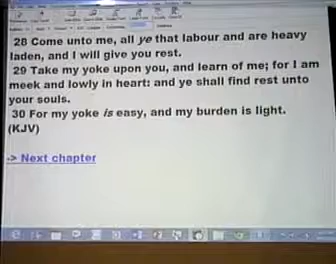 28 Come unto me, all ye that labour and are heavy
laden, and I will give you rest.
29 Take my yoke upon you, and learn of me; for I am
meek and lowly in heart: and ye shall find rest unto
your souls.
30 For my yoke is easy, and my burden is light.
(KJV)
-> Next chapter